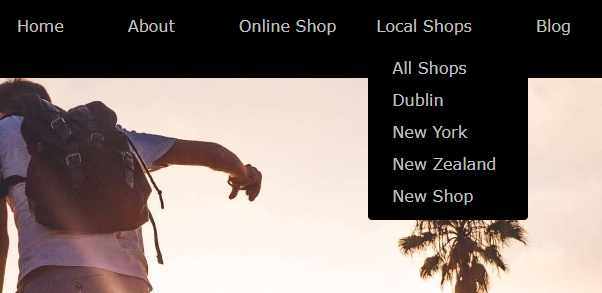 Home About Online Shop Local Shops Blog
All Shops
Dublin
New York
New Zealand
New Shop